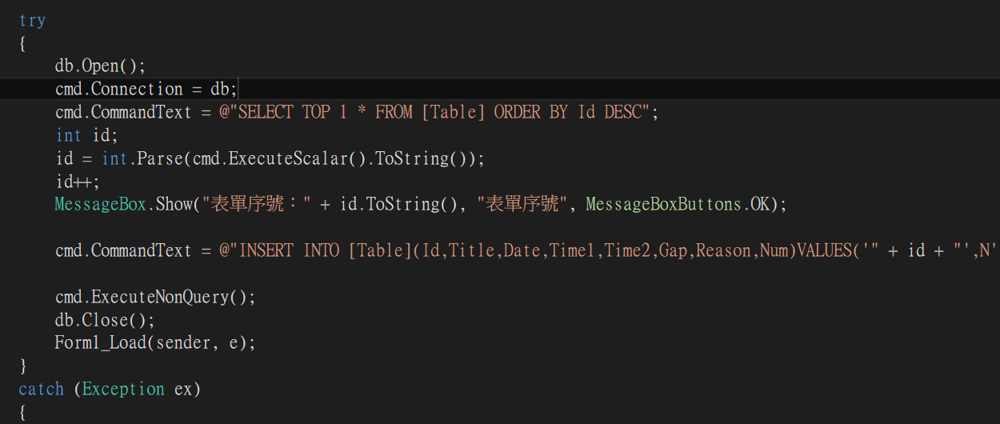 try
{
db.Open();
cmd.Connection = db;
cmd.CommandText = @"SELECT TOP 1 * FROM [Table] ORDER BY Id DESC";
int id;
id = int.Parse(cmd.ExecuteScalar().ToString());
id++;
MessageBox.Show("表單序號：" + id.ToString(), "表單序號", MessageBoxButtons.OK);
cmd.CommandText = @"INSERT INTO [Table](Id,Title,Date,Time1,Time2,Gap,Reason,Num)VALUES('" + id + "',N'
cmd.ExecuteNonQuery();
db.Close();
Form1_Load(sender, e);
}
catch (Exception ex)
{